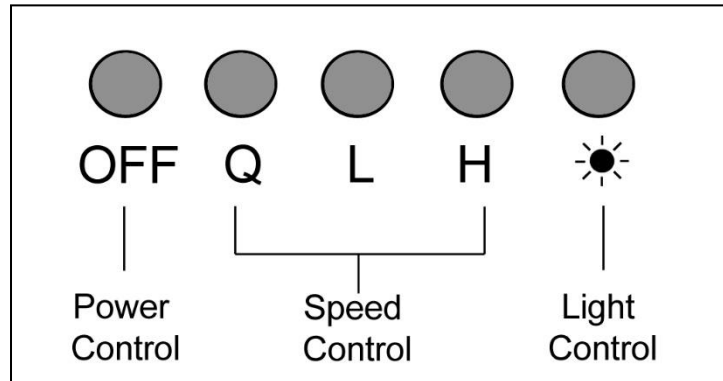 OFF Q L H
Power Control
Speed Control
Light Control